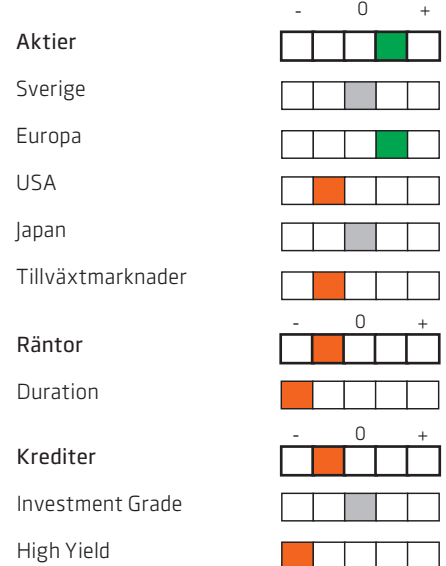 - 0 +
Aktier
Sverige
Europa
USA
Japan
Tillväxtmarknader
- 0 +
Räntor
Duration
- 0 +
Krediter
Investment Grade
High Yield